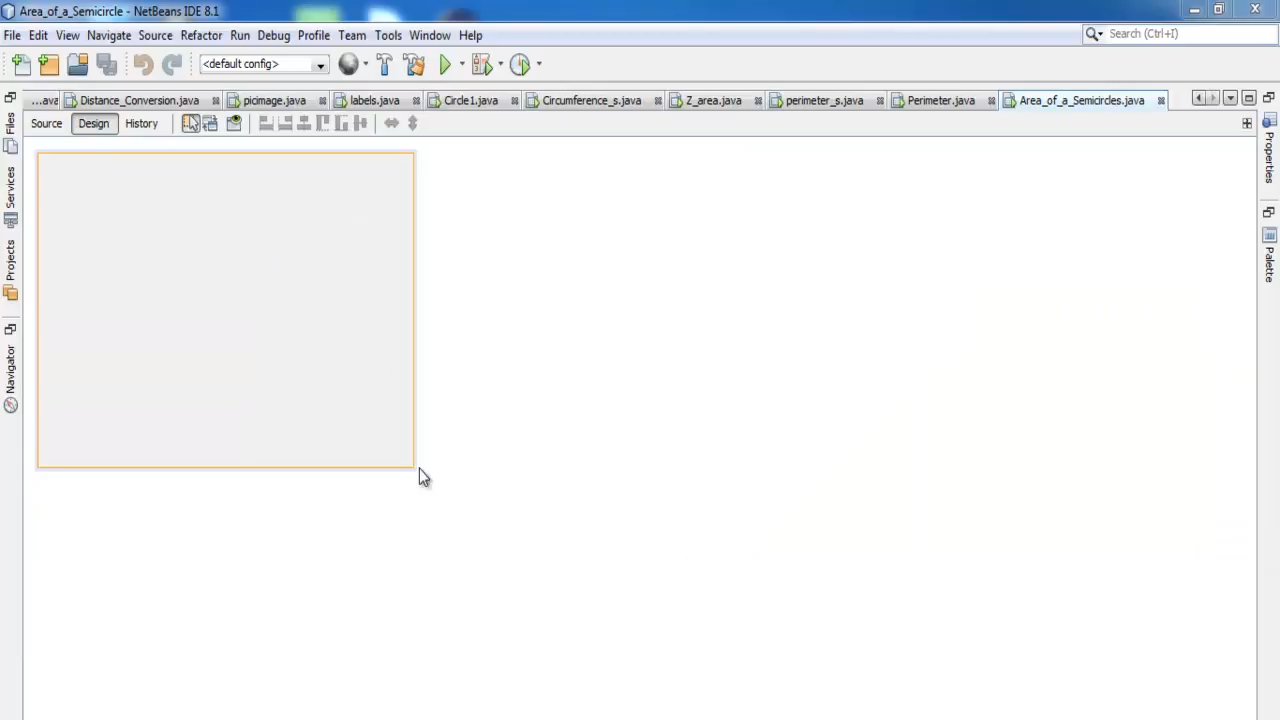 Area_of_a_Semicircle - NetBeans IDE 8.1
File Edit View Navigate Source Refactor Run Debug Profile Team Tools Window Help
Search (Ctrl+I)
<default config>
...ava Distance_Conversion.java picimage.java labels.java Circle1.java Circumference_s.java Z_area.java perimeter_s.java Perimeter.java Area_of_a_Semicircles.java
Source Design History
Files
Services
Projects
Navigator
Properties
Palette